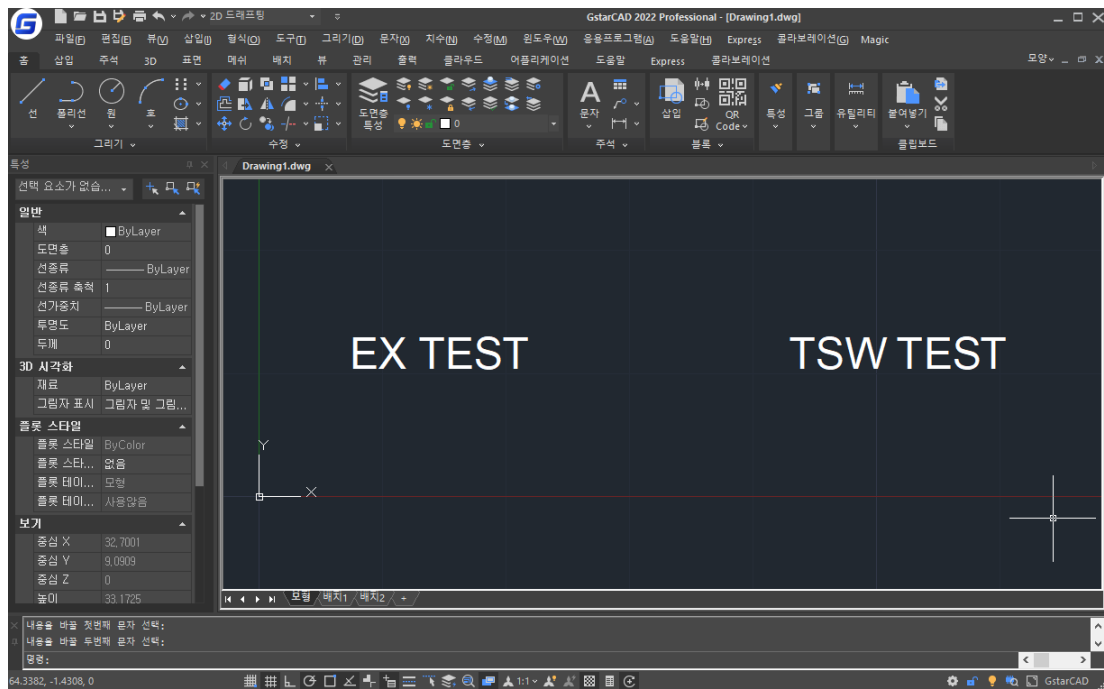 2D 드래프팅
GstarCAD 2022 Professional - [Drawing1.dwg]
파일(F) 편집(E) 뷰(V) 삽입(I) 형식(O) 도구(T) 그리기(D) 문자(X) 치수(N) 수정(M) 윈도우(W) 응용프로그램(A) 도움말(H) Express 콜라보레이션(G) Magic
홈 삽입 주석 3D 표면 메쉬 배치 뷰 관리 출력 클라우드 어플리케이션 도움말 Express 콜라보레이션 모양
선 폴리선 원 호
도면층
특성
0
문자 삽입 QR
Code
특성 그룹 유틸리티 붙여넣기
그리기 수정 도면층 주석 블록 클립보드
특성
Drawing1.dwg
선택 요소가 없습...
일반
색 ByLayer
도면층 0
선종류 ByLayer
선종류 축척 1
선가중치 ByLayer
투명도 ByLayer
두께 0
3D 시각화
재료 ByLayer
그림자 표시 그림자 및 그림...
플롯 스타일
플롯 스타일 ByColor
플롯 스타... 없음
플롯 테이... 모형
플롯 테이... 사용않음
보기
중심 X 32,7001
중심 Y 9,0909
중심 Z 0
높이 33,1725
EX TEST
TSW TEST
Y
X
모형 배치1 배치2 +
내용을 바꿀 첫번째 문자 선택:
내용을 바꿀 두번째 문자 선택:
명령:
64.3382, -1.4308, 0
1:1
GstarCAD